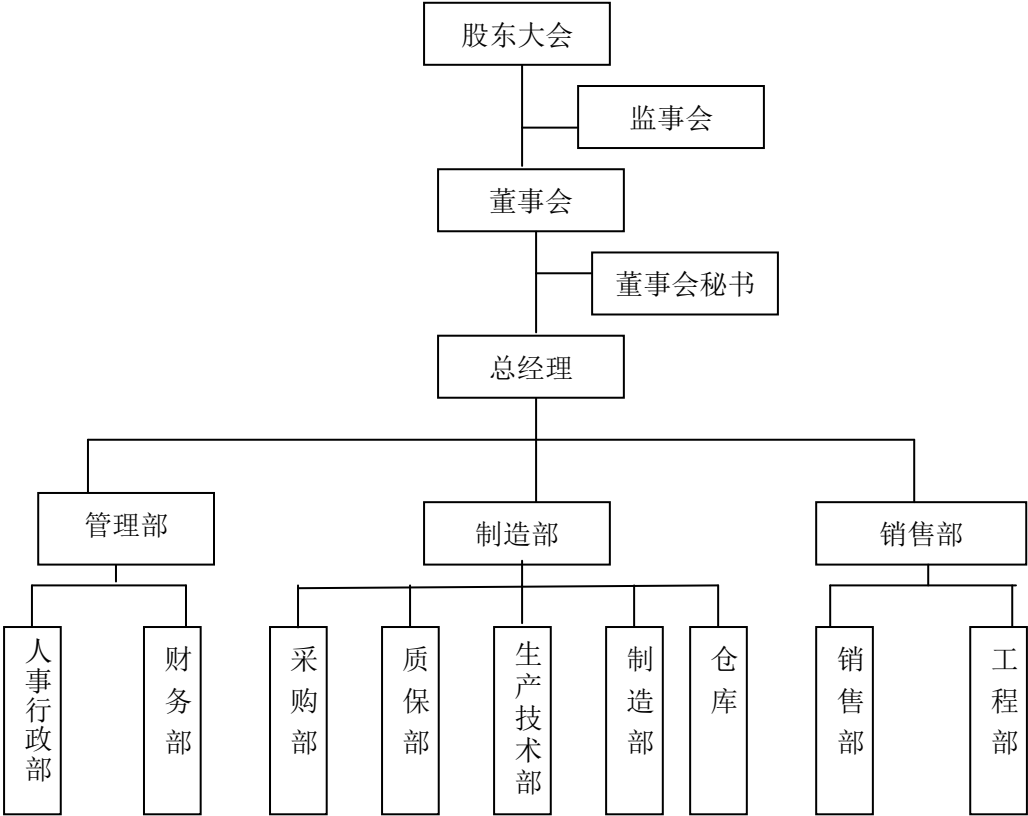 股东大会
监事会
董事会
董事会秘书
总经理
管理部
制造部
销售部
人事行政部
财务部
采购部
质保部
生产技术部
制造部
仓库
销售部
工程部